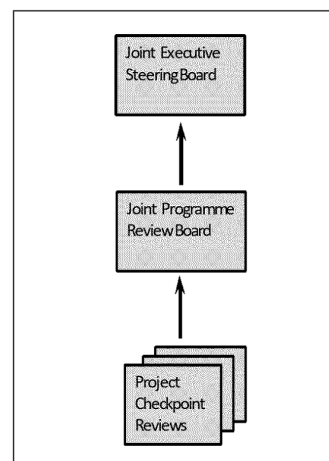 Joint Executive
Steering Board
Joint Programme
Review Board
Project
Checkpoint
Reviews